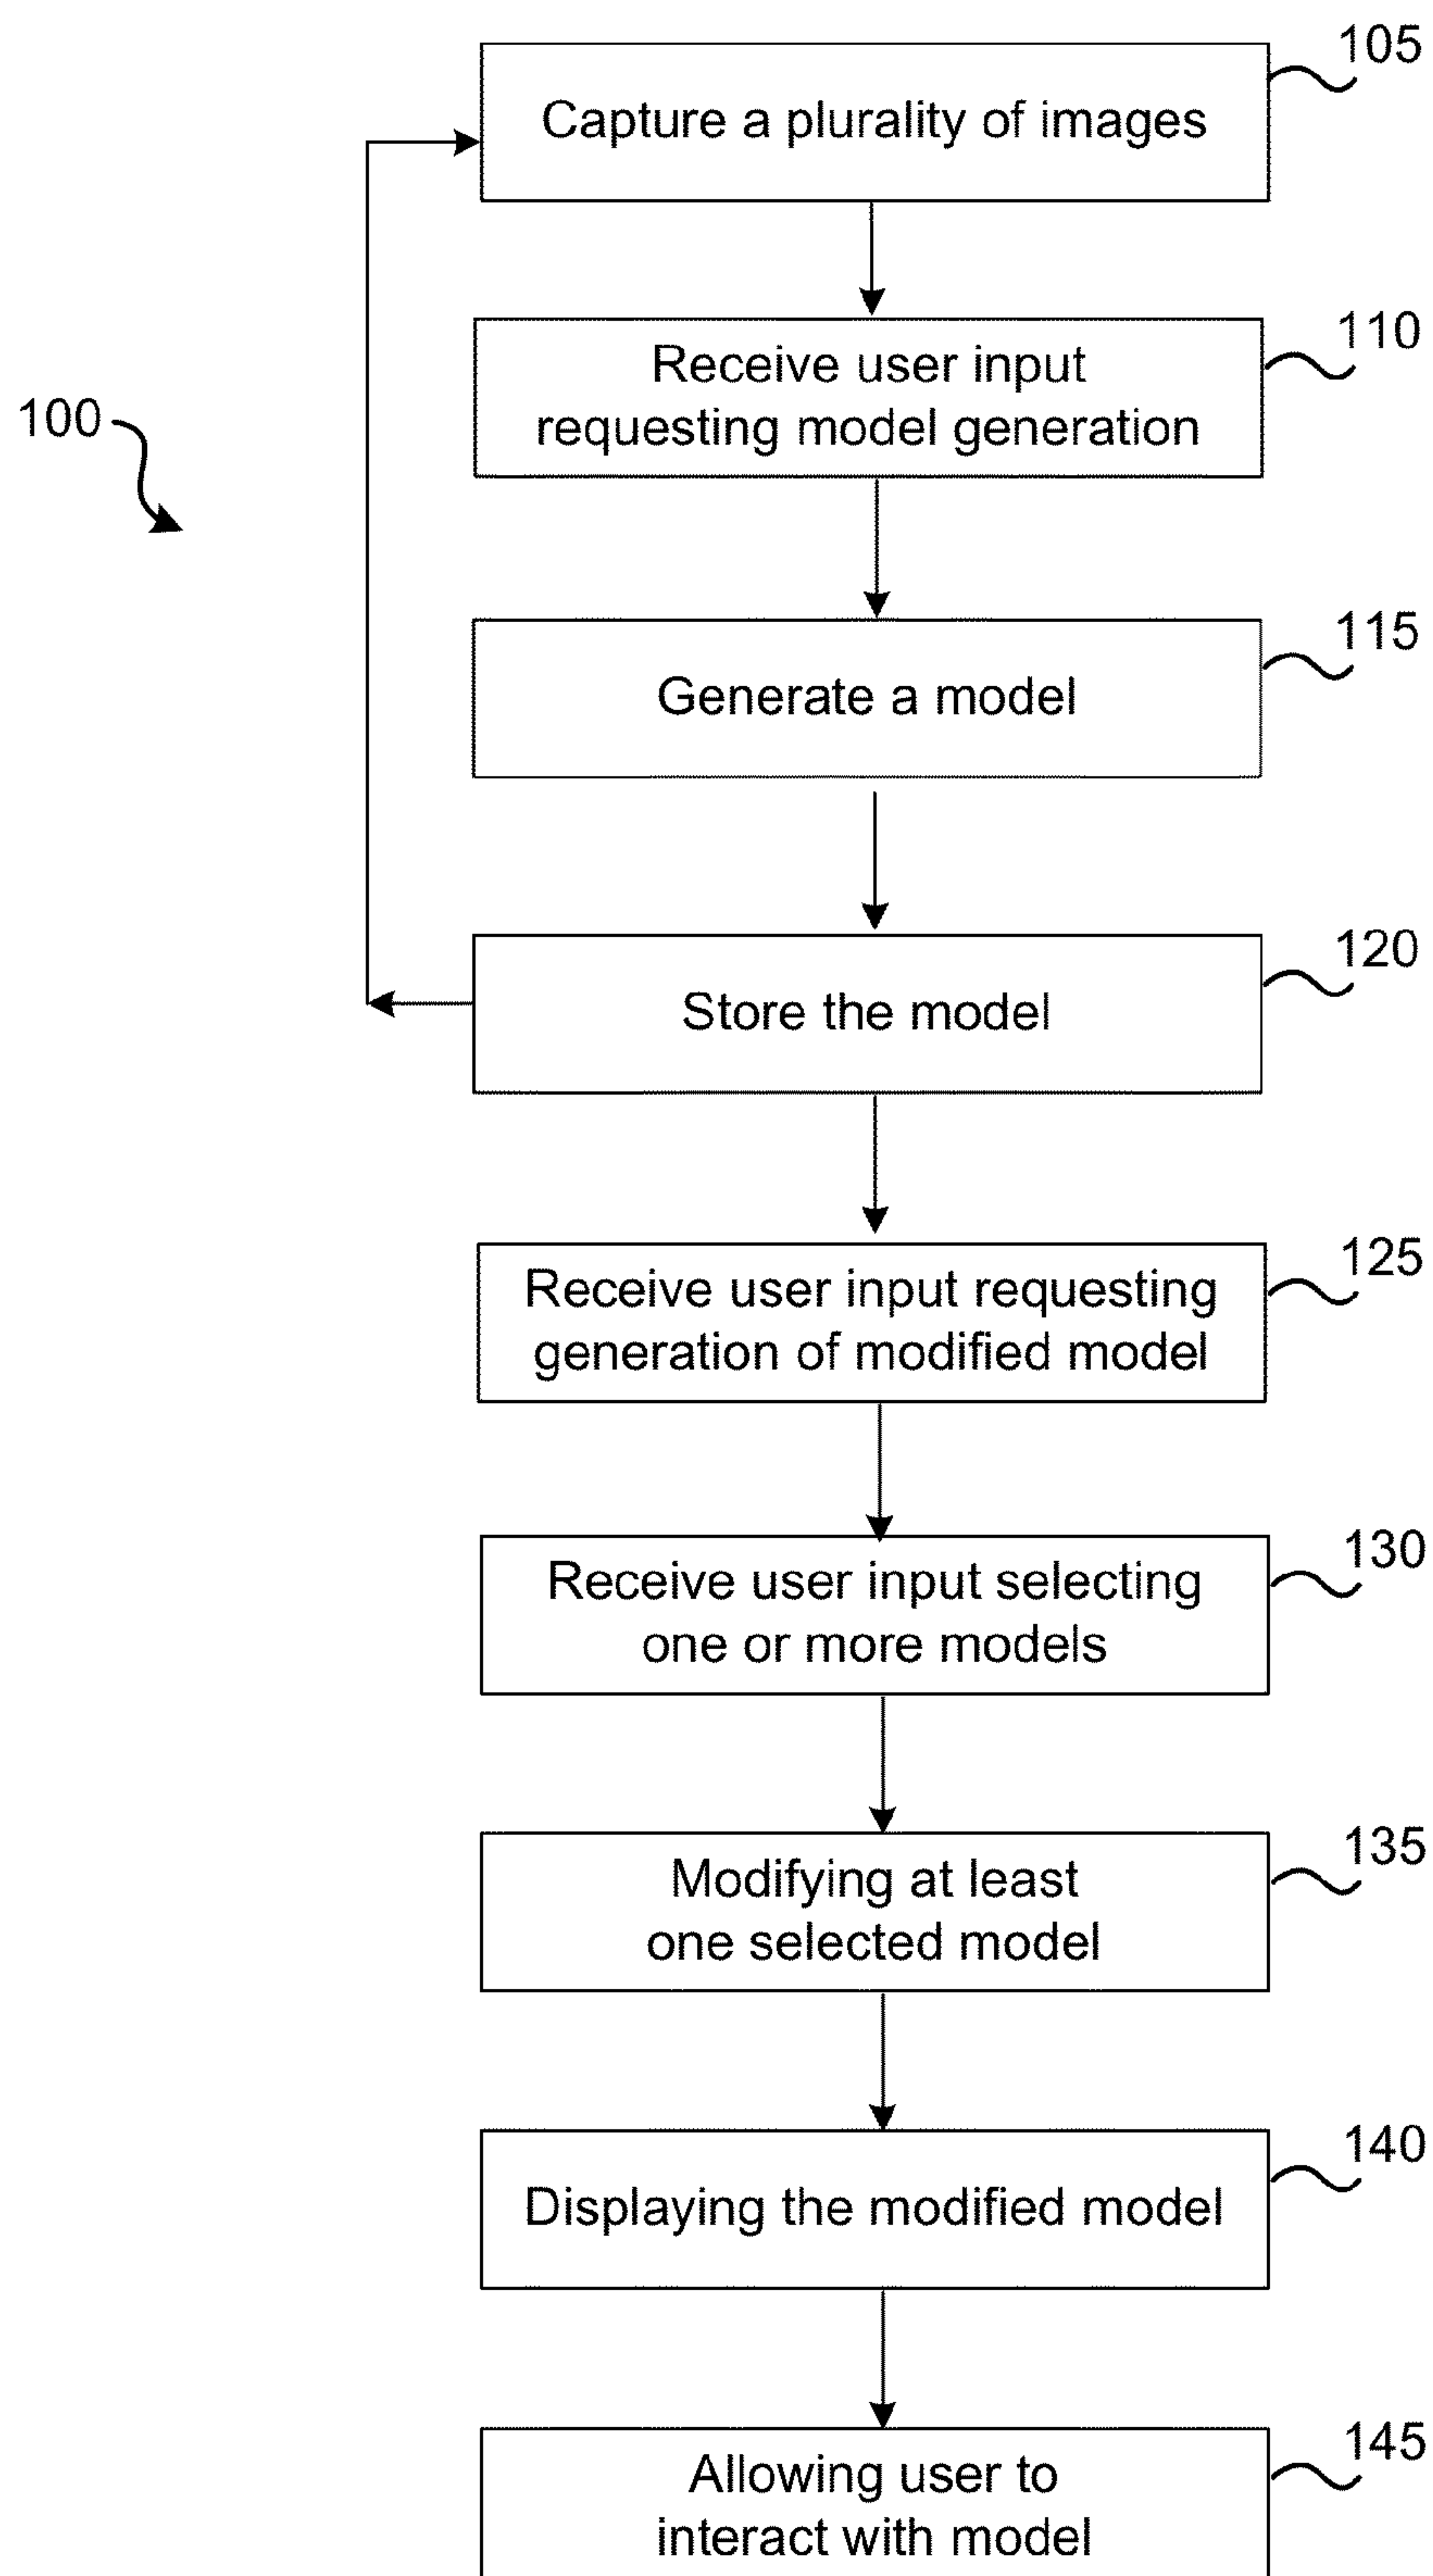 105
Capture a plurality of images
110
Receive user input
requesting model generation
100
115
Generate a model
120
Store the model
125
Receive user input requesting
generation of modified model
130
Receive user input selecting
one or more models
135
Modifying at least
one selected model
140
Displaying the modified model
145
Allowing user to
interact with model